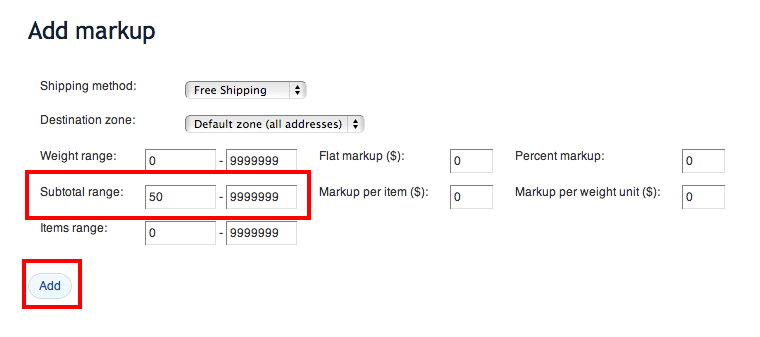 Add markup
Shipping method: Free Shipping
Destination zone: Default zone (all addresses)
Weight range: 0 - 9999999 Flat markup ($): 0 Percent markup: 0
Subtotal range: 50 - 9999999 Markup per item ($): 0 Markup per weight unit ($): 0
Items range: 0 - 9999999
Add